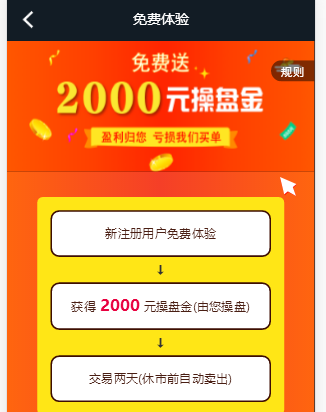 免费体验
免费送
规则
2000元操盘金
盈利归您 亏损我们买单
新注册用户免费体验
获得 2000 元操盘金(由您操盘)
交易两天(休市前自动卖出)